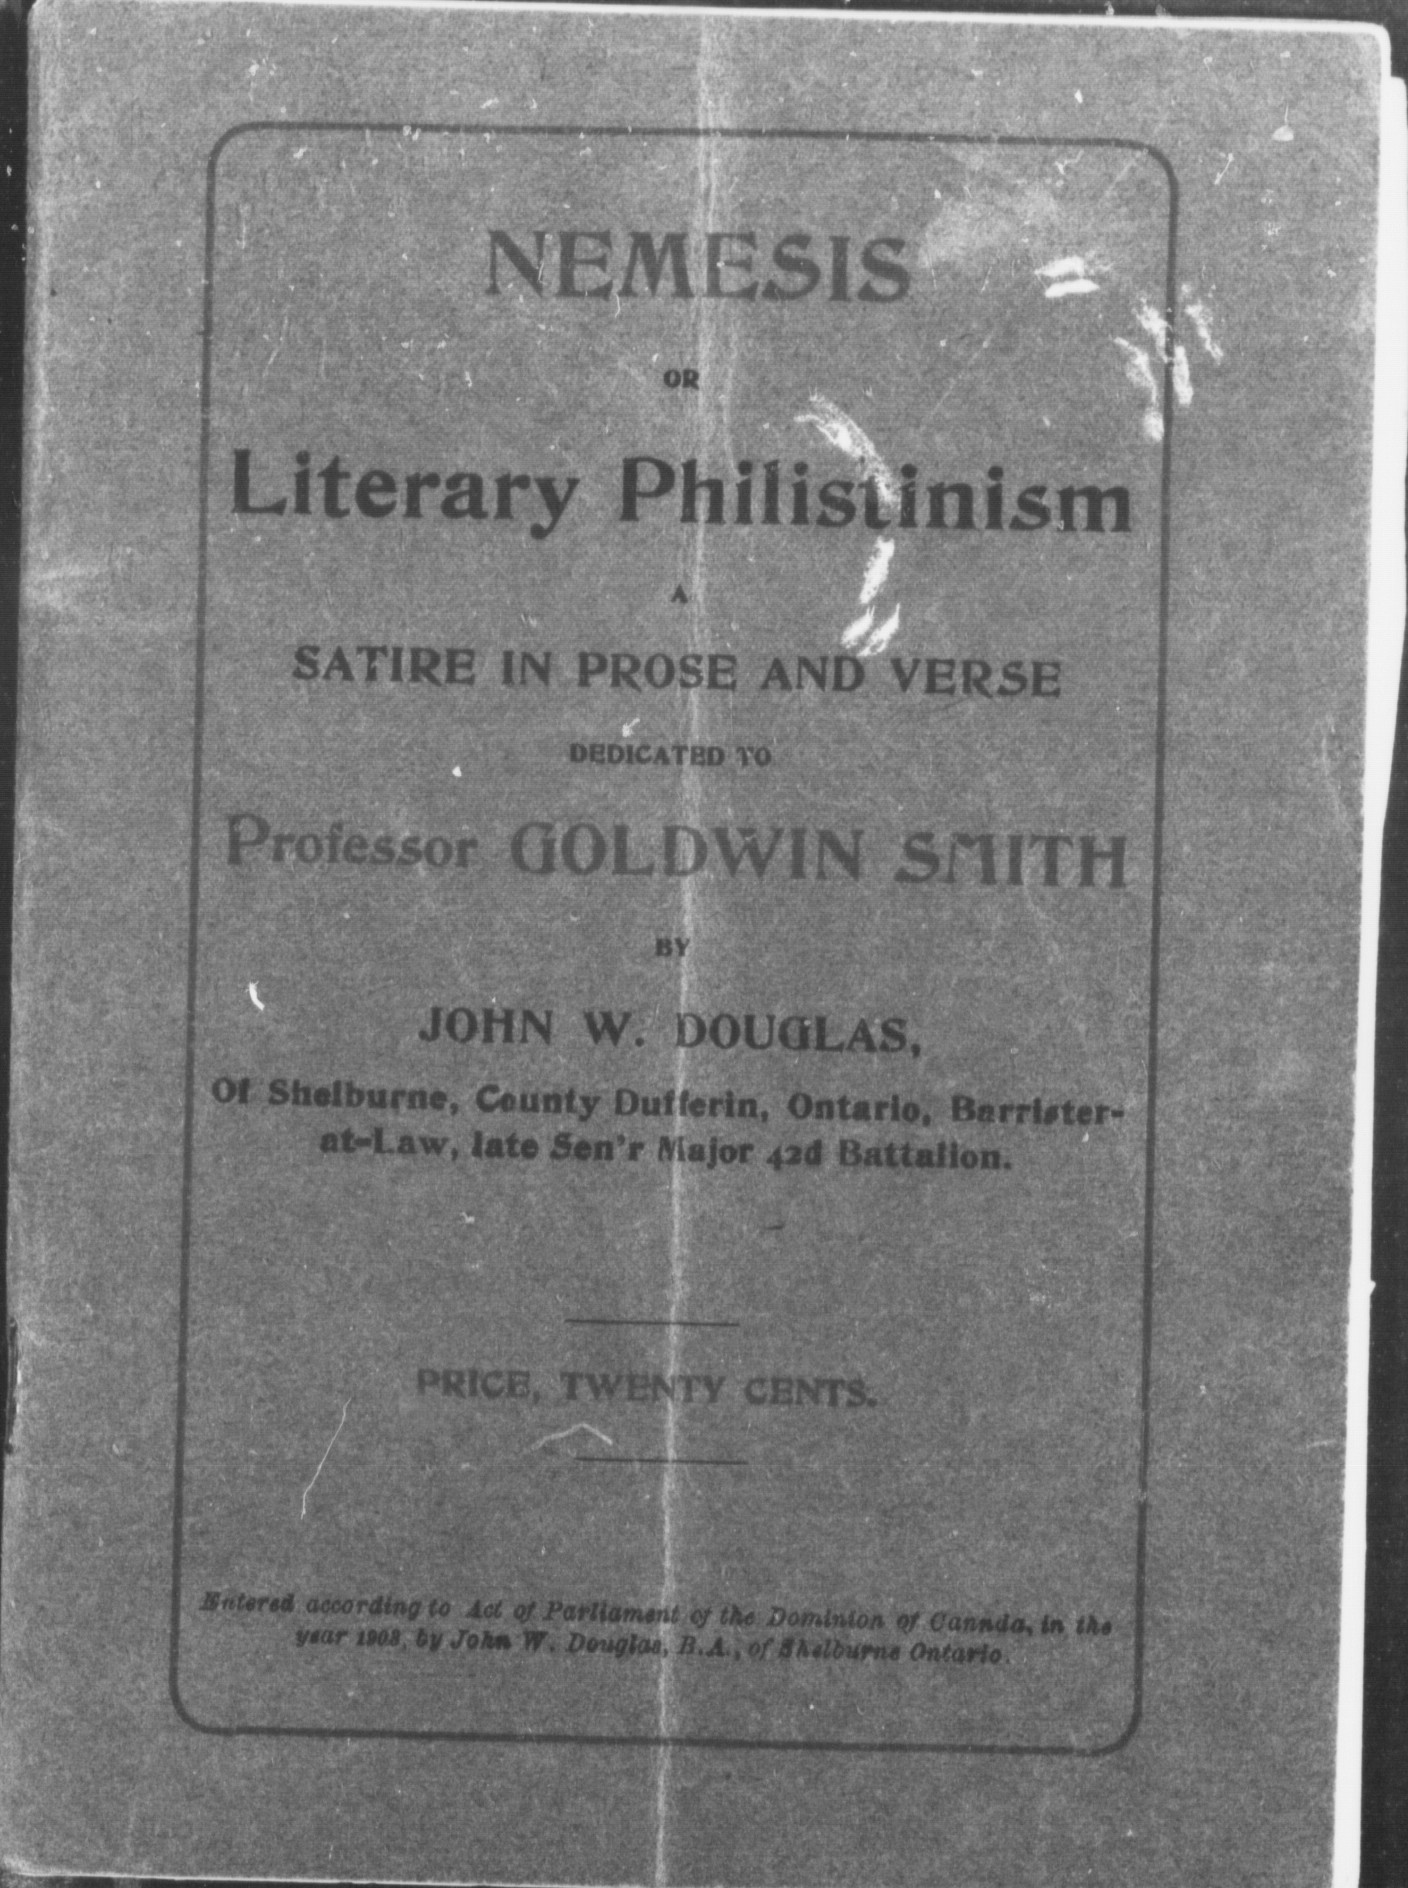 NEMESIS
OR
Literary Philistinism
A
SATIRE IN PROSE AND VERSE
DEDICATED TO
Professor GOLDWIN SMITH
BY
JOHN W. DOUGLAS,
Of Shelburne, County Dufferin, Ontario, Barrister-
at-Law, late Sen'r Major 42d Battalion.
PRICE, TWENTY CENTS.
Entered according to Act of Parliament of the Dominion of Canada, in the
year by John W. Douglas, B.A., of Shelburne Ontario.